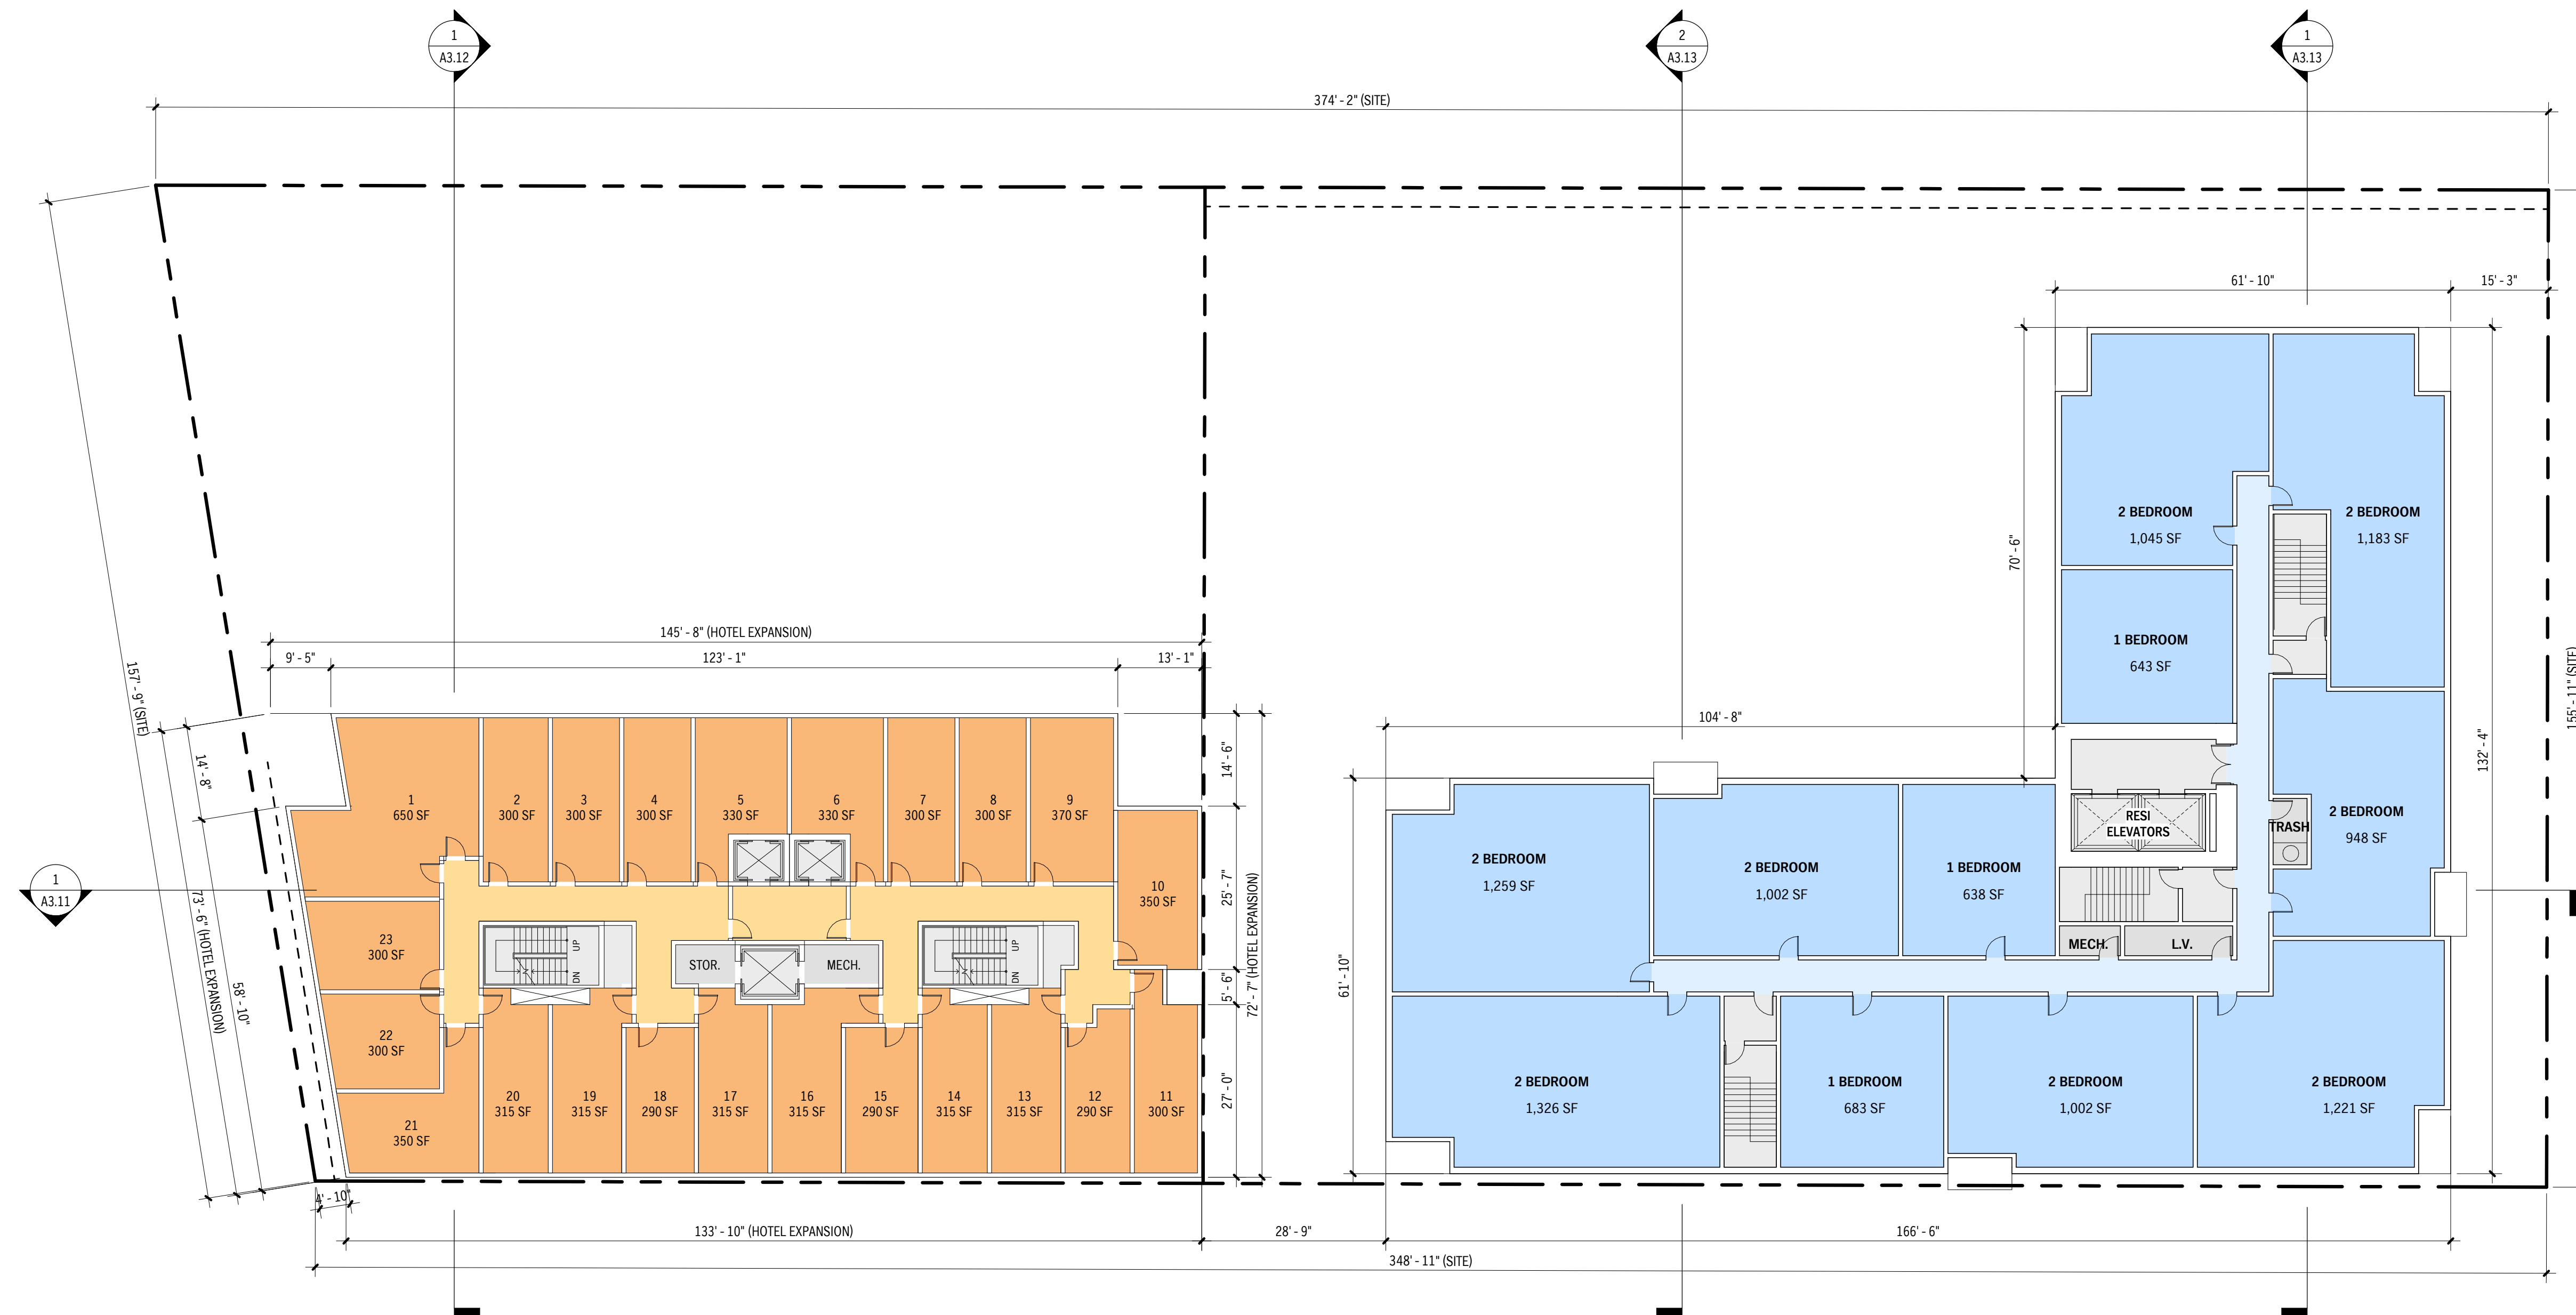 1
A3.12
2
A3.13
1
A3.13
374' - 2" (SITE)
61' - 10"
15' - 3"
70' - 6"
132' - 4"
155' - 11" (SITE)
2 BEDROOM
1,045 SF
2 BEDROOM
1,183 SF
1 BEDROOM
643 SF
145' - 8" (HOTEL EXPANSION)
9' - 5"
123' - 1"
13' - 1"
157' - 9" (SITE)
14' - 8"
73' - 6" (HOTEL EXPANSION)
58' - 10"
14' - 6"
25' - 7"
5' - 6"
27' - 0"
72' - 7" (HOTEL EXPANSION)
104' - 8"
61' - 10"
1
A3.11
1
650 SF
2
300 SF
3
300 SF
4
300 SF
5
330 SF
6
330 SF
7
300 SF
8
300 SF
9
370 SF
10
350 SF
23
300 SF
22
300 SF
21
350 SF
UP
DN
STOR.
MECH.
UP
DN
20
315 SF
19
315 SF
18
290 SF
17
315 SF
16
315 SF
15
290 SF
14
315 SF
13
315 SF
12
290 SF
11
300 SF
RESI
ELEVATORS
TRASH
2 BEDROOM
948 SF
2 BEDROOM
1,259 SF
2 BEDROOM
1,002 SF
1 BEDROOM
638 SF
MECH.
L.V.
2 BEDROOM
1,326 SF
1 BEDROOM
683 SF
2 BEDROOM
1,002 SF
2 BEDROOM
1,221 SF
4' - 10"
133' - 10" (HOTEL EXPANSION)
28' - 9"
166' - 6"
348' - 11" (SITE)